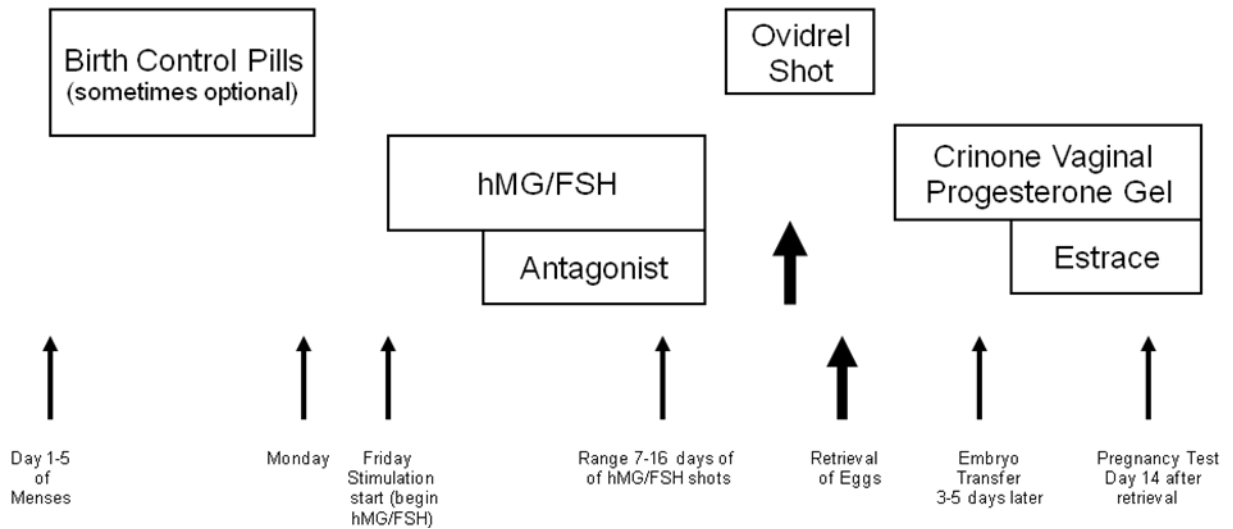 Birth Control Pills
(sometimes optional)
Ovidrel
Shot
hMG/FSH
Antagonist
Crinone Vaginal
Progesterone Gel
Estrace
Day 1-5
of
Menses
Monday
Friday
Stimulation
start (begin
hMG/FSH)
Range 7-16 days of
of hMG/FSH shots
Retrieval
of Eggs
Embryo
Transfer
3-5 days later
Pregnancy Test
Day 14 after
retrieval